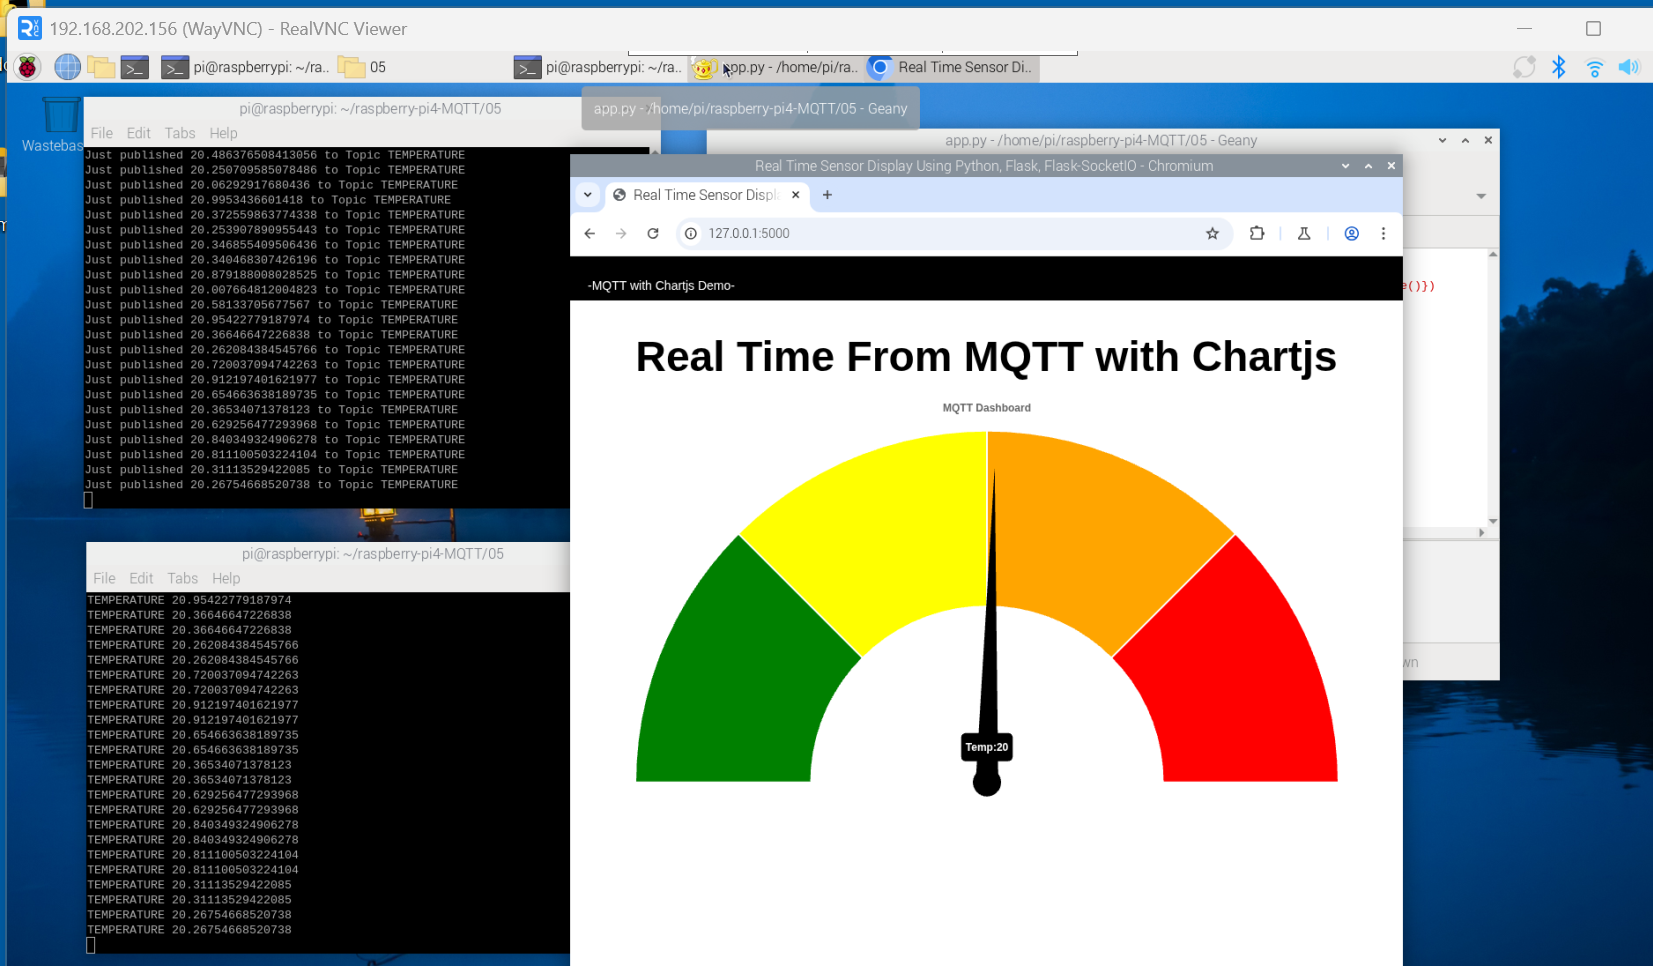 192.168.202.156 (WayVNC) - RealVNC Viewer
pi@raspberrypi: ~/ra..
05
pi@raspberrypi: ~/ra..
app.py - /home/pi/ra..
Real Time Sensor Di..
app.py - /home/pi/raspberry-pi4-MQTT/05 - Geany
Wastebas
pi@raspberrypi: ~/raspberry-pi4-MQTT/05
File Edit Tabs Help
Just published 20.486376508413056 to Topic TEMPERATURE
Just published 20.250709585078486 to Topic TEMPERATURE
Just published 20.06292917680436 to Topic TEMPERATURE
Just published 20.9953436601418 to Topic TEMPERATURE
Just published 20.372559863774338 to Topic TEMPERATURE
Just published 20.253907890955443 to Topic TEMPERATURE
Just published 20.346855409506436 to Topic TEMPERATURE
Just published 20.340468307426196 to Topic TEMPERATURE
Just published 20.879188008028525 to Topic TEMPERATURE
Just published 20.007664812004823 to Topic TEMPERATURE
Just published 20.58133705677567 to Topic TEMPERATURE
Just published 20.95422779187974 to Topic TEMPERATURE
Just published 20.36646647226838 to Topic TEMPERATURE
Just published 20.262084384545766 to Topic TEMPERATURE
Just published 20.720037094742263 to Topic TEMPERATURE
Just published 20.912197401621977 to Topic TEMPERATURE
Just published 20.654663638189735 to Topic TEMPERATURE
Just published 20.36534071378123 to Topic TEMPERATURE
Just published 20.629256477293968 to Topic TEMPERATURE
Just published 20.840349324906278 to Topic TEMPERATURE
Just published 20.811100503224104 to Topic TEMPERATURE
Just published 20.31113529422085 to Topic TEMPERATURE
Just published 20.26754668520738 to Topic TEMPERATURE
pi@raspberrypi: ~/raspberry-pi4-MQTT/05
File Edit Tabs Help
TEMPERATURE 20.95422779187974
TEMPERATURE 20.36646647226838
TEMPERATURE 20.36646647226838
TEMPERATURE 20.262084384545766
TEMPERATURE 20.262084384545766
TEMPERATURE 20.720037094742263
TEMPERATURE 20.720037094742263
TEMPERATURE 20.912197401621977
TEMPERATURE 20.912197401621977
TEMPERATURE 20.654663638189735
TEMPERATURE 20.654663638189735
TEMPERATURE 20.36534071378123
TEMPERATURE 20.36534071378123
TEMPERATURE 20.629256477293968
TEMPERATURE 20.629256477293968
TEMPERATURE 20.840349324906278
TEMPERATURE 20.840349324906278
TEMPERATURE 20.811100503224104
TEMPERATURE 20.811100503224104
TEMPERATURE 20.31113529422085
TEMPERATURE 20.31113529422085
TEMPERATURE 20.26754668520738
TEMPERATURE 20.26754668520738
app.py - /home/pi/raspberry-pi4-MQTT/05 - Geany
e()})
wn
Real Time Sensor Display Using Python, Flask, Flask-SocketIO - Chromium
Real Time Sensor Displa
127.0.0.1:5000
-MQTT with Chartjs Demo-
Real Time From MQTT with Chartjs
MQTT Dashboard
Temp:20